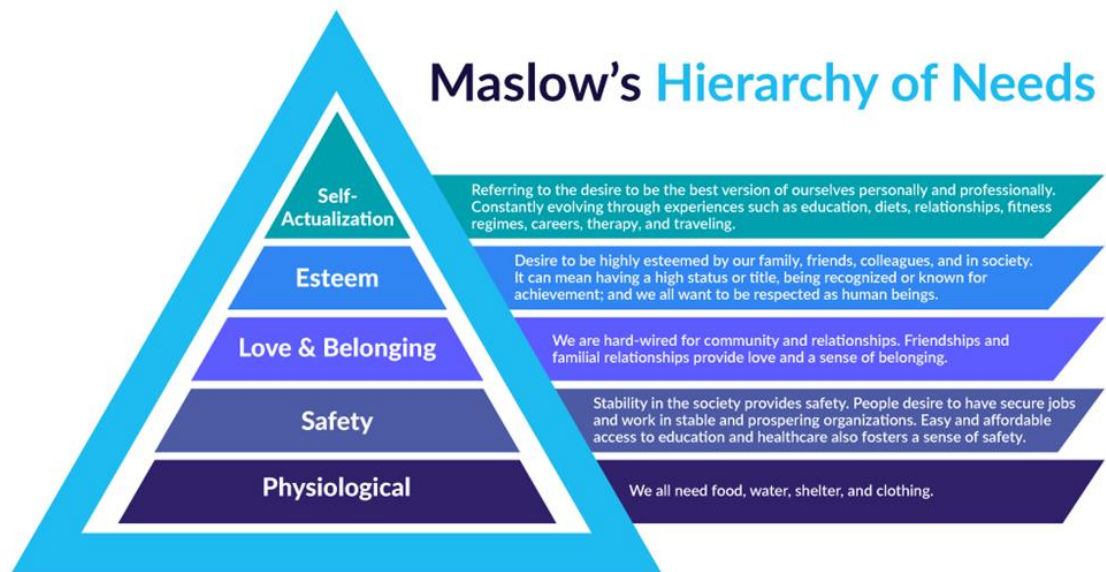 Maslow's Hierarchy of Needs
Self-
Actualization
Referring to the desire to be the best version of ourselves personally and professionally.
Constantly evolving through experiences such as education, diets, relationships, fitness
regimes, careers, therapy, and traveling.
Esteem
Desire to be highly esteemed by our family, friends, colleagues, and in society.
It can mean having a high status or title, being recognized or known for
achievement; and we all want to be respected as human beings.
Love & Belonging
We are hard-wired for community and relationships. Friendships and
familial relationships provide love and a sense of belonging.
Safety
Stability in the society provides safety. People desire to have secure jobs
and work in stable and prospering organizations. Easy and affordable
access to education and healthcare also fosters a sense of safety.
Physiological
We all need food, water, shelter, and clothing.